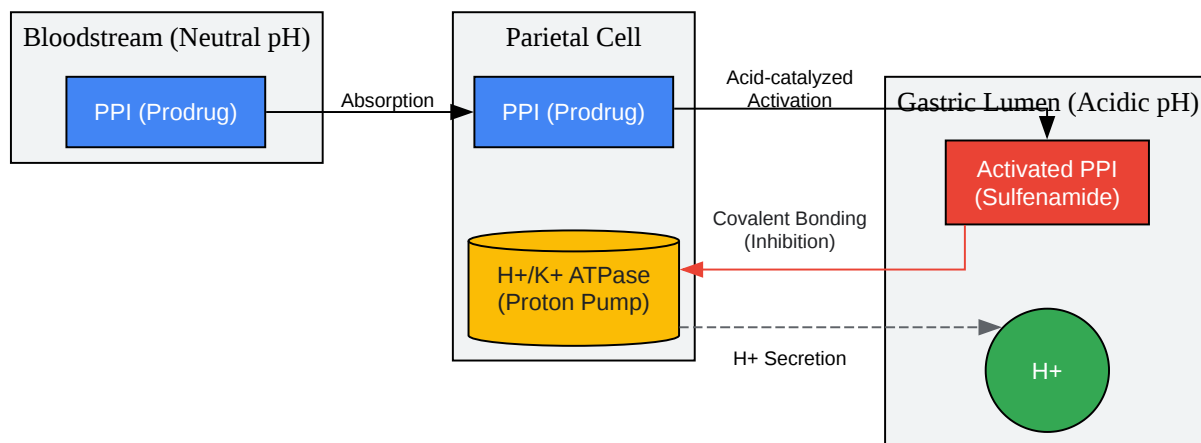 Bloodstream (Neutral pH)
PPI (Prodrug)
Absorption
Parietal Cell
PPI (Prodrug)
Acid-catalyzed
Activation
Gastric Lumen (Acidic pH)
Activated PPI
(Sulfenamide)
Covalent Bonding
(Inhibition)
H+/K+ ATPase
(Proton Pump)
H+ Secretion
H+